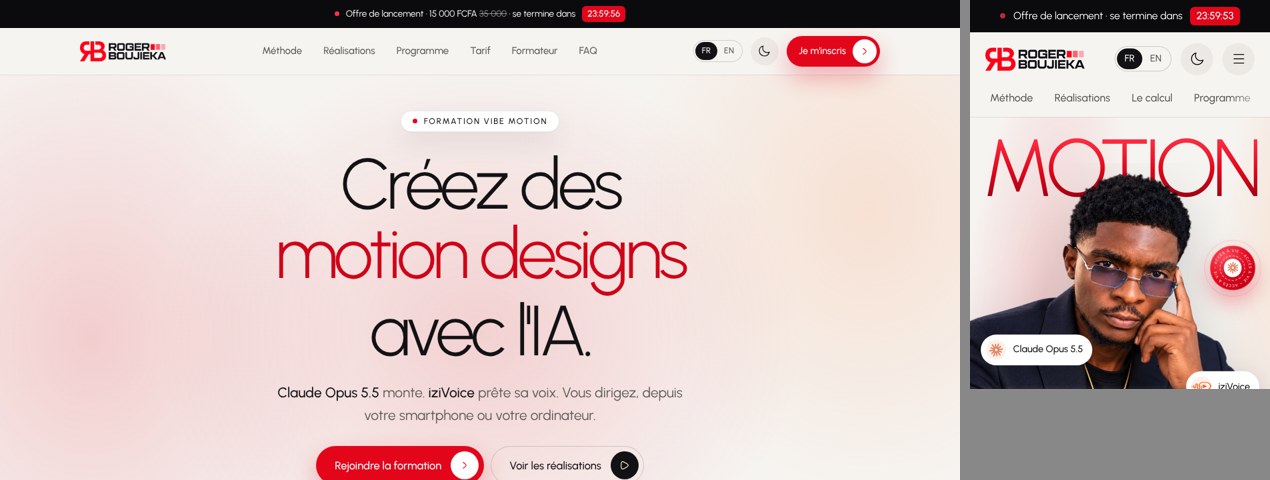 Offre de lancement · 15 000 FCFA 35 000 · se termine dans 23:59:56
ROGER
BOUJIEKA
Méthode Réalisations Programme Tarif Formateur FAQ
FR EN
Je m'inscris
FORMATION VIBE MOTION
Créez des
motion designs
avec l'IA.
Claude Opus 5.5 monte. iziVoice prête sa voix. Vous dirigez, depuis
votre smartphone ou votre ordinateur.
Rejoindre la formation
Voir les réalisations
Offre de lancement · se termine dans 23:59:53
ROGER
BOUJIEKA
FR EN
Méthode Réalisations Le calcul Programme
MOTION
Claude Opus 5.5
iziVoice